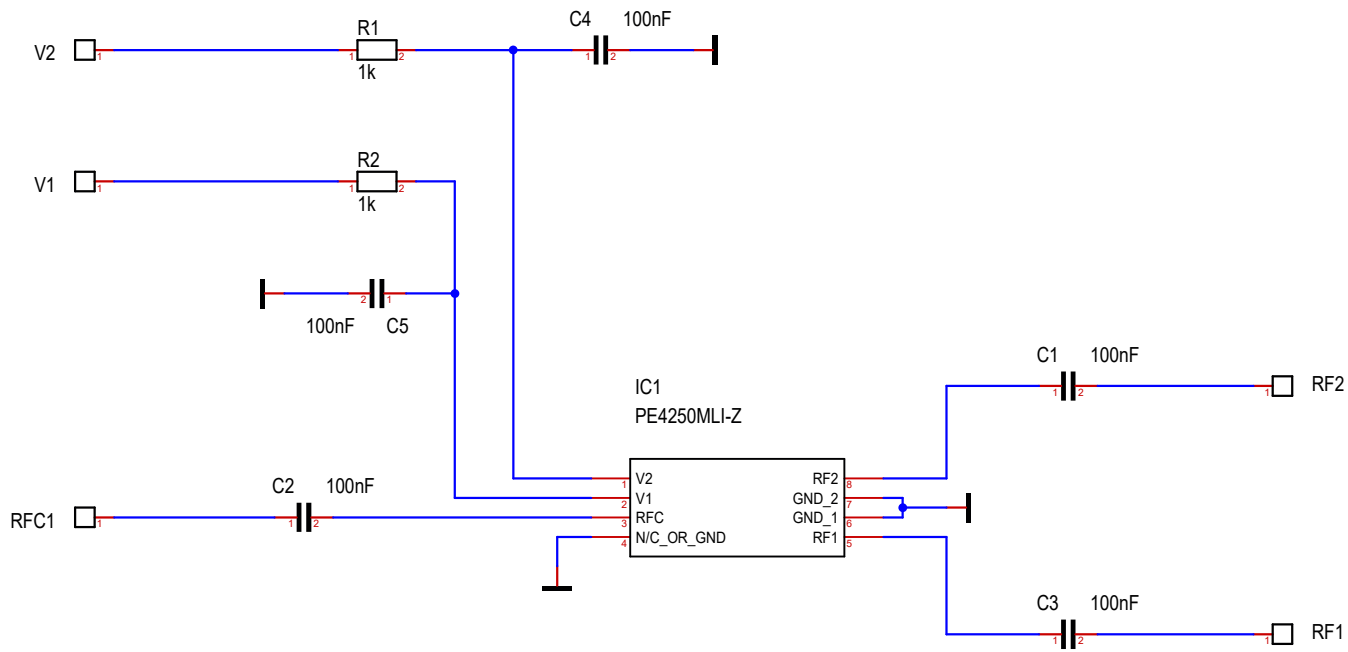 R1
C4 100nF
V2
1
1 2
1 2
1k
R2
V1
1
1 2
1k
2 1
100nF C5
C1 100nF
IC1
PE4250MLI-Z
1 2
1
RF2
C2 100nF
RFC1
1
1 2
1 V2
2 V1
3 RFC
4 N/C_OR_GND
RF2 8
GND_2 7
GND_1 6
RF1 5
C3 100nF
1 2
1
RF1